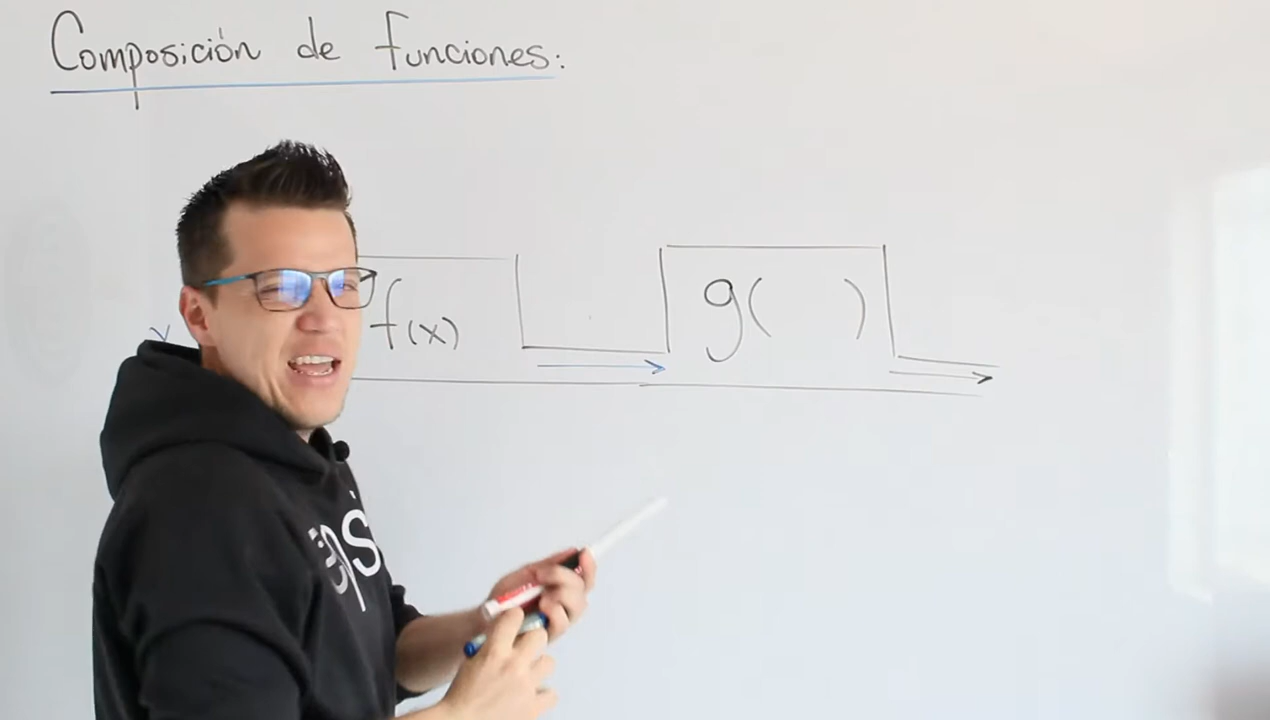 Composición de funciones:
f(x) g( )